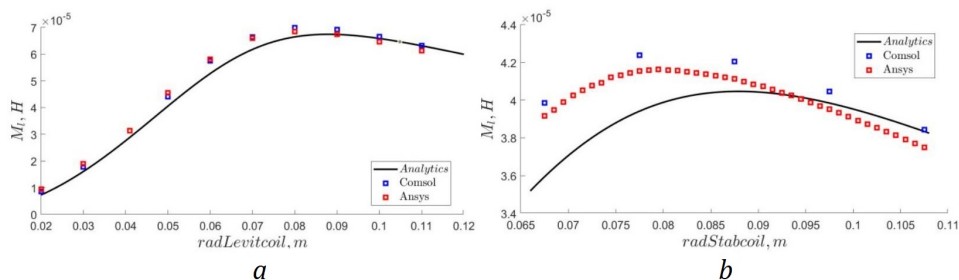 a
×10⁻⁵
M_l, H
7
6
5
4
3
2
1
0
0.02 0.03 0.04 0.05 0.06 0.07 0.08 0.09 0.1 0.11 0.12
radLevitcoil, m
Analytics
Comsol
Ansys
a
b
×10⁻⁵
M_l, H
4.4
4.2
4
3.8
3.6
3.4
0.065 0.07 0.075 0.08 0.085 0.09 0.095 0.1 0.105 0.11
radStabcoil, m
Analytics
Comsol
Ansys
b